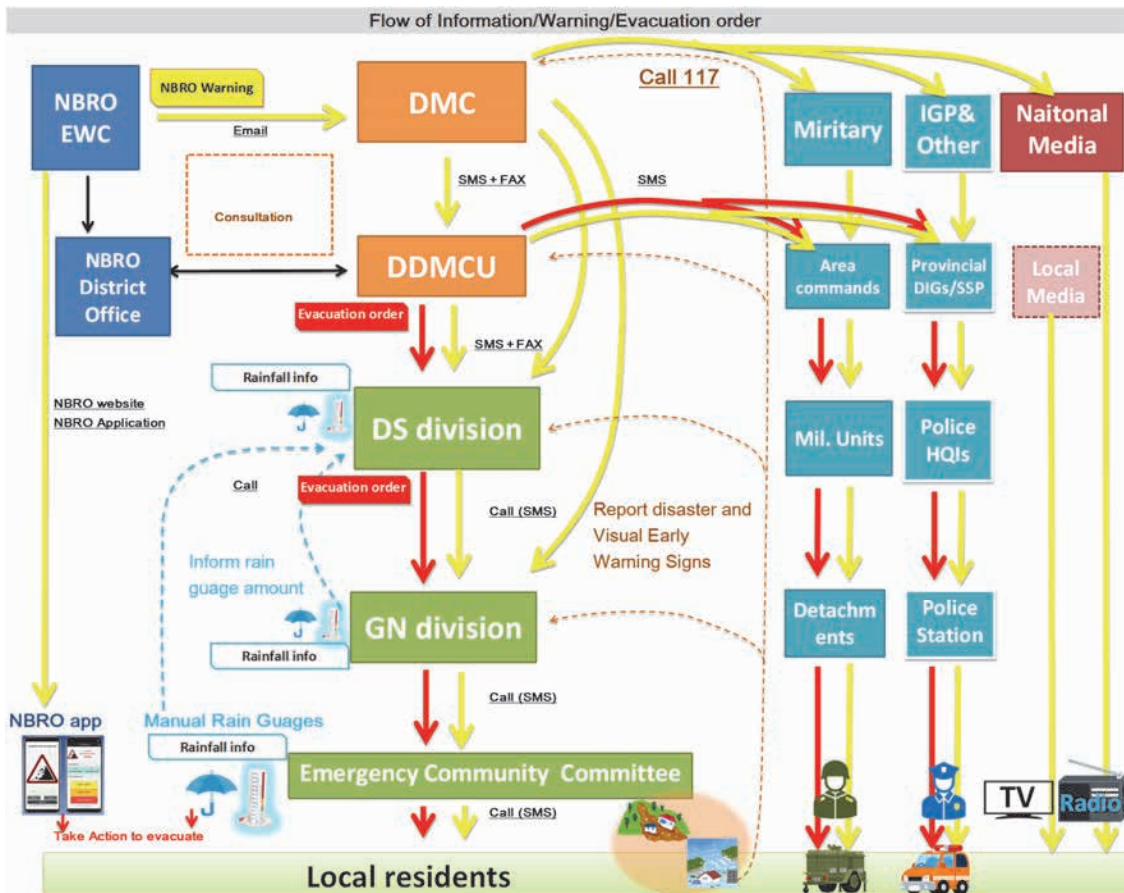 Flow of Information/Warning/Evacuation order
NBRO
EWC
NBRO Warning
Email
DMC
Call 117
Miritary
IGP&
Other
Naitonal
Media
Consultation
SMS + FAX
SMS
NBRO
District
Office
DDMCU
Area
commands
Provincial
DIGs/SSP
Local
Media
Evacuation order
SMS + FAX
Rainfall info
NBRO website
NBRO Application
DS division
Mil. Units
Police
HQIs
Call
Evacuation order
Call (SMS)
Report disaster and
Visual Early
Warning Signs
Inform rain
guage amount
GN division
Rainfall info
Detachm
ents
Police
Station
Call (SMS)
NBRO app
Manual Rain Guages
Rainfall info
Emergency Community Committee
TV
Radio
Take Action to evacuate
Call (SMS)
Local residents